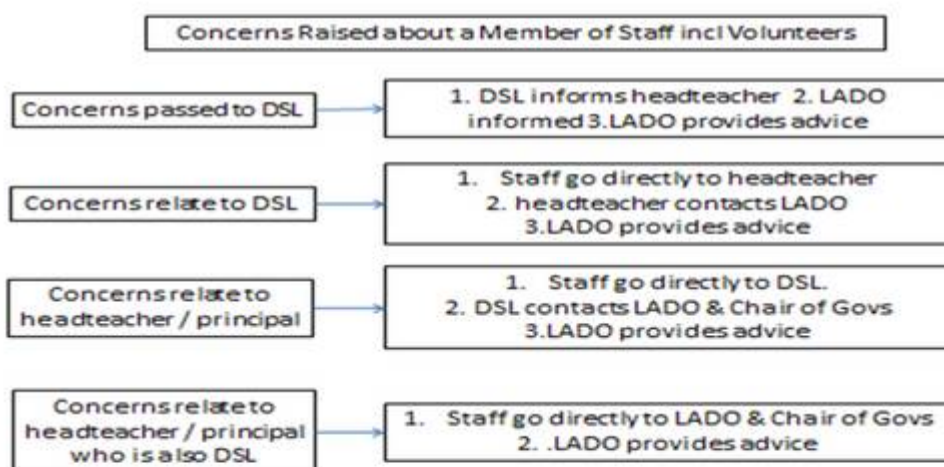 Concerns Raised about a Member of Staff incl Volunteers
Concerns passed to DSL
1. DSL informs headteacher 2. LADO
informed 3.LADO provides advice
Concerns relate to DSL
1. Staff go directly to headteacher
2. headteacher contacts LADO
3.LADO provides advice
Concerns relate to
headteacher / principal
1. Staff go directly to DSL.
2. DSL contacts LADO & Chair of Govs
3.LADO provides advice
Concerns relate to
headteacher / principal
who is also DSL
1. Staff go directly to LADO & Chair of Govs
2. .LADO provides advice